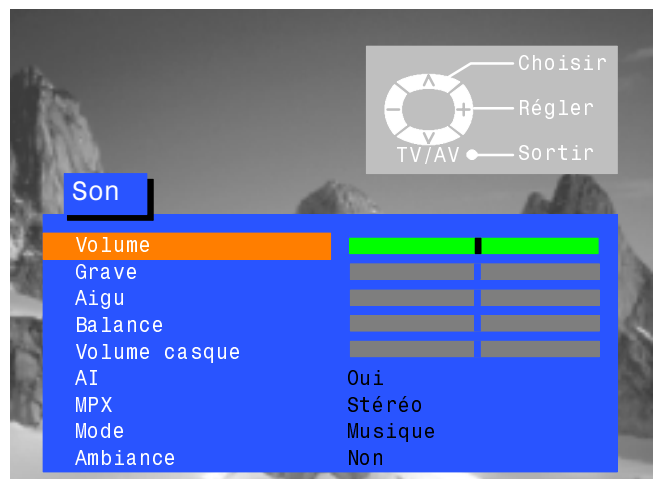 Choisir
Régler
TV/AV Sortir
Son
Volume
Grave
Aigu
Balance
Volume casque
AI Oui
MPX Stéréo
Mode Musique
Ambiance Non